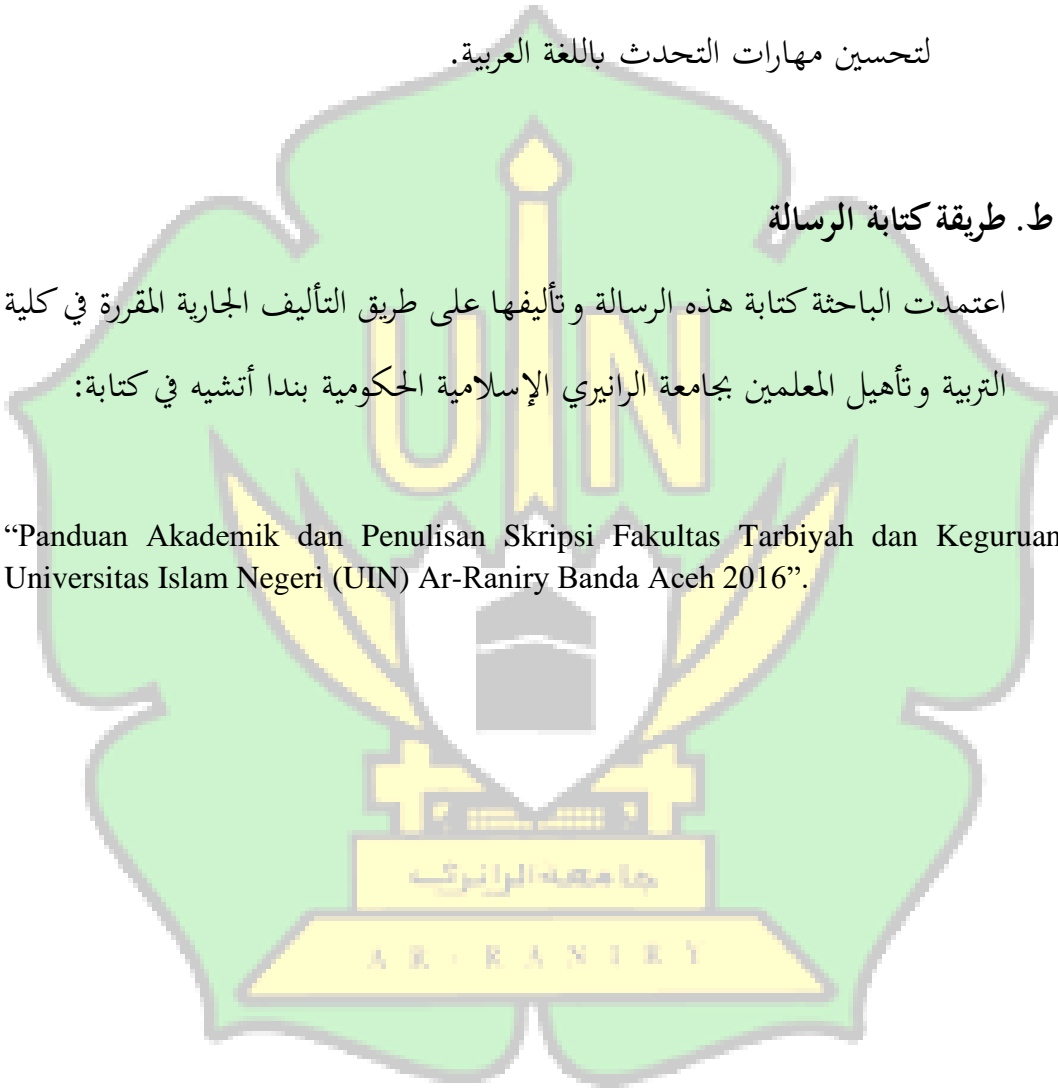 لتحسين مهارات التحدث باللغة العربية.
ط. طريقة كتابة الرسالة
اعتمدت الباحثة كتابة هذه الرسالة وتأليفها على طريق التأليف الجارية المقررة في كلية
التربية وتأهيل المعلمين بجامعة الرانيري الإسلامية الحكومية بندا أتشيه في كتابة:
“Panduan Akademik dan Penulisan Skripsi Fakultas Tarbiyah dan Keguruan
Universitas Islam Negeri (UIN) Ar-Raniry Banda Aceh 2016”.
UIN
جامعة الرانيري
AR-RANIRY